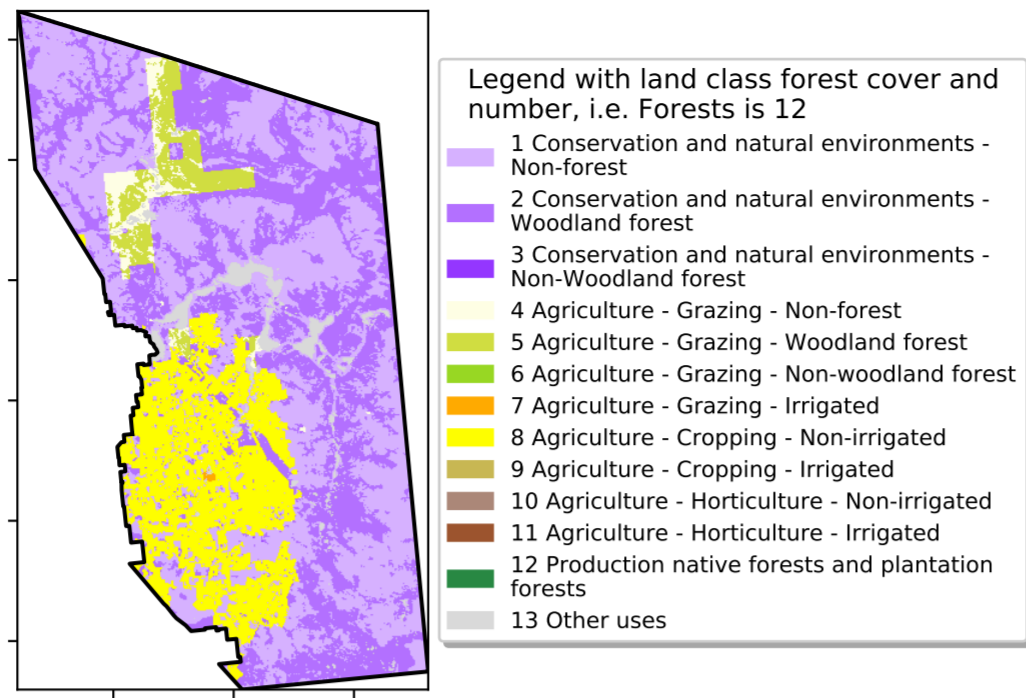 Legend with land class forest cover and
number, i.e. Forests is 12
1 Conservation and natural environments -
Non-forest
2 Conservation and natural environments -
Woodland forest
3 Conservation and natural environments -
Non-Woodland forest
4 Agriculture - Grazing - Non-forest
5 Agriculture - Grazing - Woodland forest
6 Agriculture - Grazing - Non-woodland forest
7 Agriculture - Grazing - Irrigated
8 Agriculture - Cropping - Non-irrigated
9 Agriculture - Cropping - Irrigated
10 Agriculture - Horticulture - Non-irrigated
11 Agriculture - Horticulture - Irrigated
12 Production native forests and plantation
forests
13 Other uses